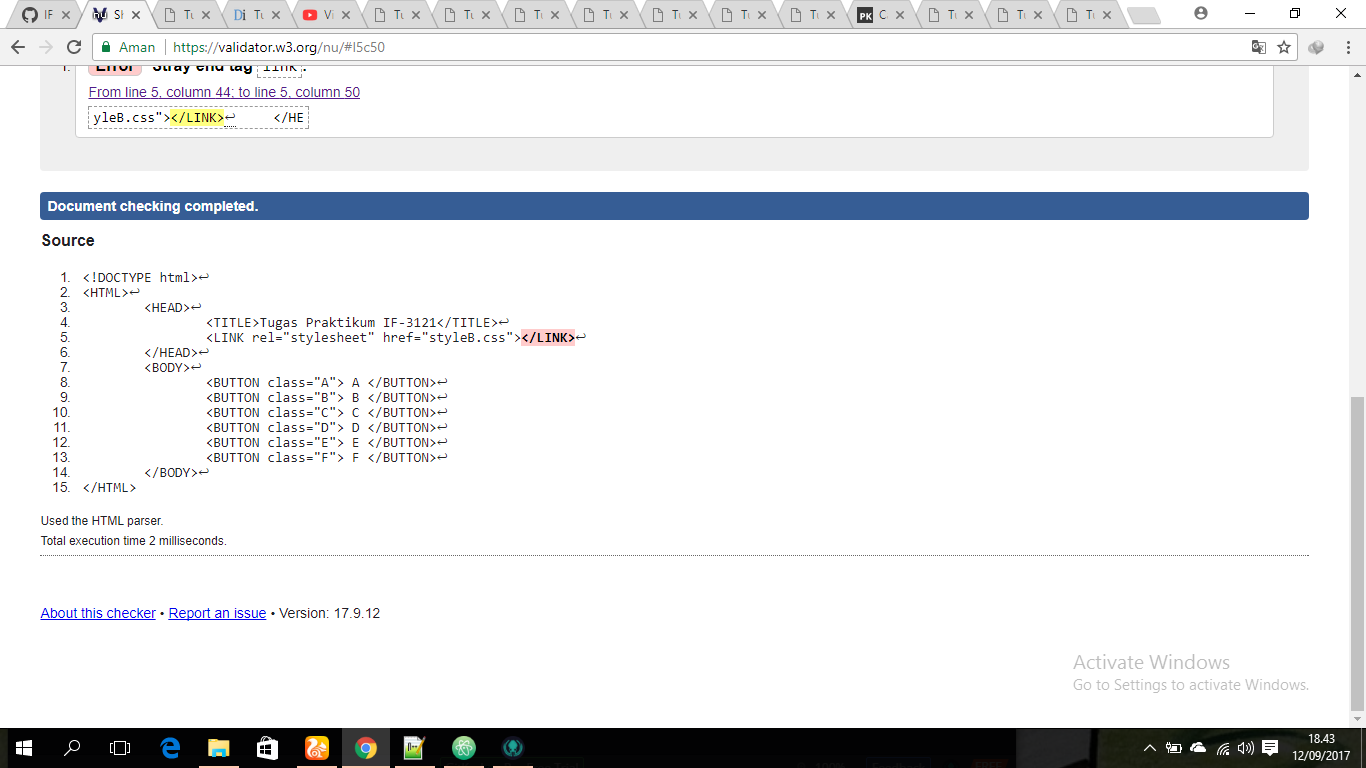 IF
Sh
Tu
Di Tu
Vi
Tu
Tu
Tu
Tu
Tu
Tu
Tu
PK C
Tu
Tu
Tu
Aman | https://validator.w3.org/nu/#l5c50
1. Error Stray end tag link.
From line 5, column 44; to line 5, column 50
yleB.css"></LINK>↩ </HE
Document checking completed.
Source
1. <!DOCTYPE html>↩
2. <HTML>↩
3. <HEAD>↩
4. <TITLE>Tugas Praktikum IF-3121</TITLE>↩
5. <LINK rel="stylesheet" href="styleB.css"></LINK>↩
6. </HEAD>↩
7. <BODY>↩
8. <BUTTON class="A"> A </BUTTON>↩
9. <BUTTON class="B"> B </BUTTON>↩
10. <BUTTON class="C"> C </BUTTON>↩
11. <BUTTON class="D"> D </BUTTON>↩
12. <BUTTON class="E"> E </BUTTON>↩
13. <BUTTON class="F"> F </BUTTON>↩
14. </BODY>↩
15. </HTML>
Used the HTML parser.
Total execution time 2 milliseconds.
About this checker • Report an issue • Version: 17.9.12
Activate Windows
Go to Settings to activate Windows.
18.43
12/09/2017